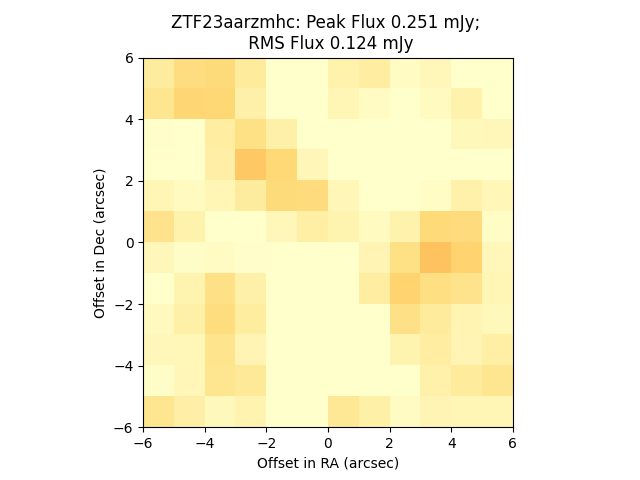 ZTF23aarzmhc: Peak Flux 0.251 mJy;
RMS Flux 0.124 mJy
6
4
2
0
−2
−4
−6
Offset in Dec (arcsec)
−6 −4 −2 0 2 4 6
Offset in RA (arcsec)